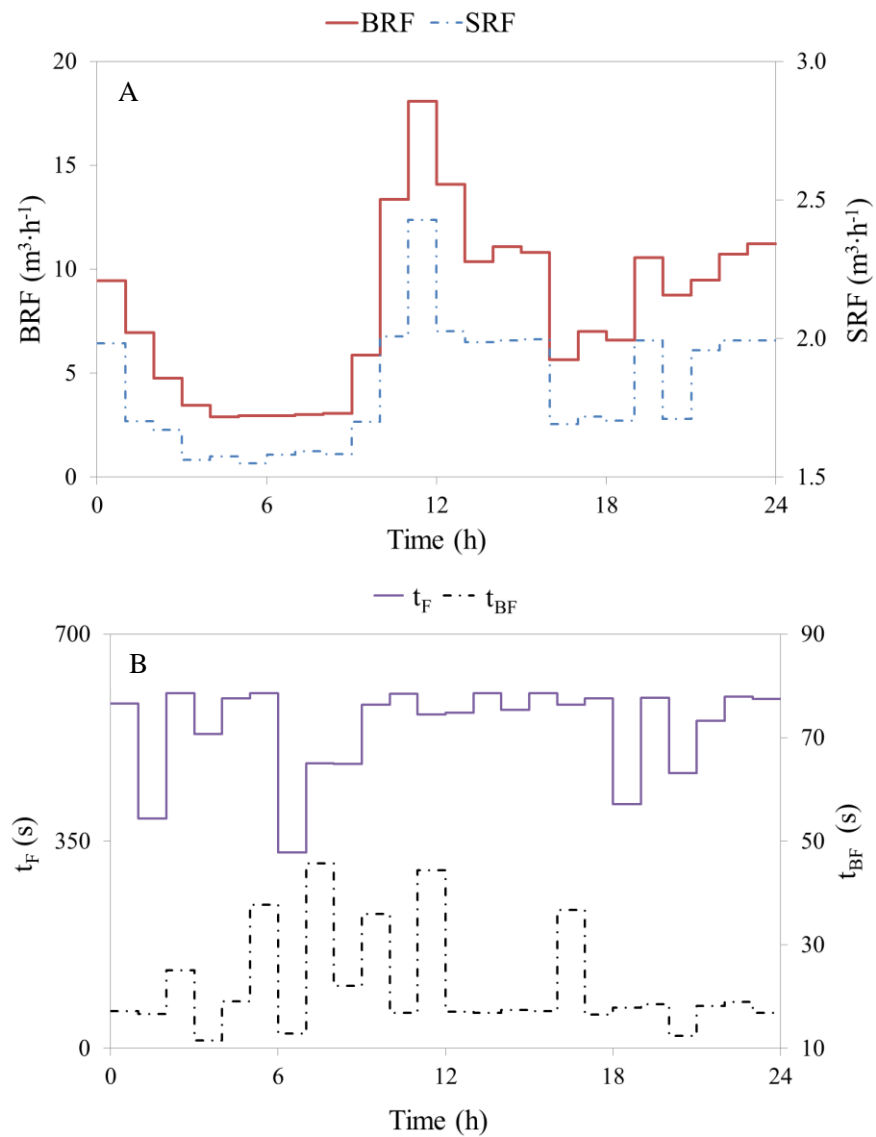 BRF SRF
A
20
15
10
5
0
BRF (m³·h⁻¹)
3.0
2.5
2.0
1.5
SRF (m³·h⁻¹)
0 6 12 18 24
Time (h)
t_F t_BF
B
700
350
0
t_F (s)
90
70
50
30
10
t_BF (s)
0 6 12 18 24
Time (h)